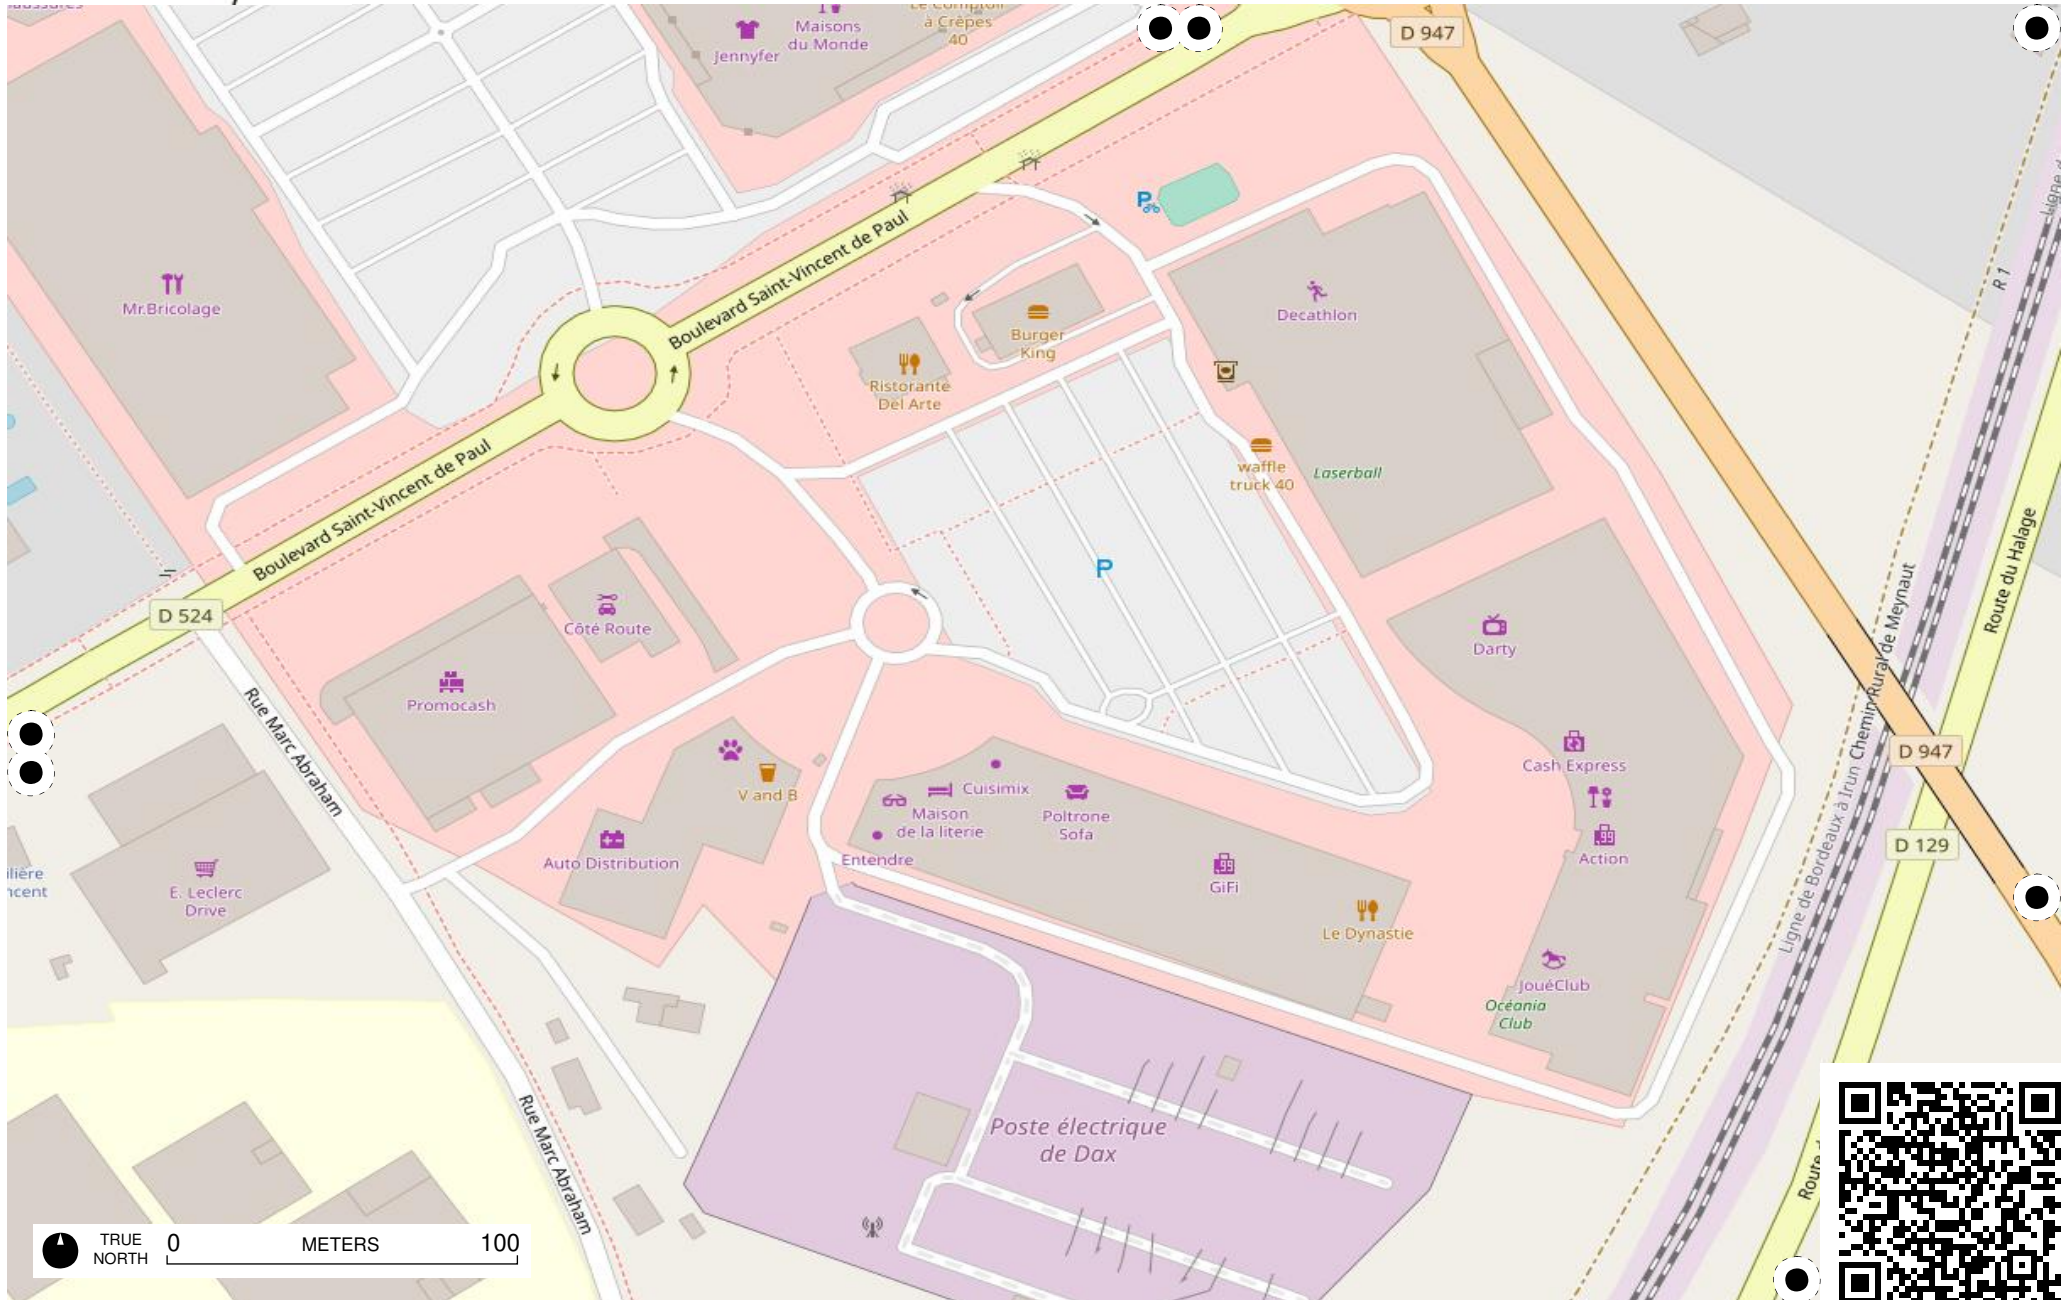 Maisons
du Monde
Jennyfer
à Crêpes
40
D 947
Mr.Bricolage
Boulevard Saint-Vincent de Paul
P
Decathlon
Burger
King
Ristorante
Del Arte
R 1
waffle
truck 40
Laserball
Boulevard Saint-Vincent de Paul
P
Route du Halage
D 524
Côté Route
Darty
Chemin Rural de Meynaut
Promocash
Rue Marc Abraham
Cash Express
D 947
V and B
Cuisimix
Maison
de la literie
Poltrone
Sofa
Entendre
Auto Distribution
Action
D 129
E. Leclerc
Drive
GiFi
Le Dynastie
Ligne de Bordeaux à Irun
JouéClub
Océania
Club
Poste électrique
de Dax
Rue Marc Abraham
TRUE
NORTH
0 METERS 100